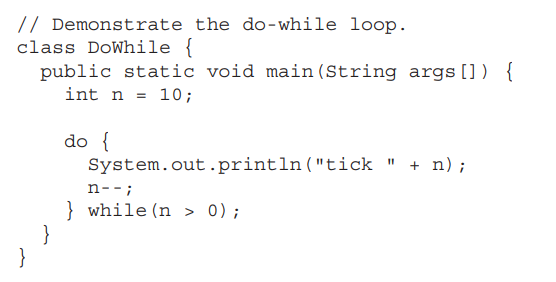 // Demonstrate the do-while loop.
class DoWhile {
public static void main(String args[]) {
int n = 10;
do {
System.out.println("tick " + n);
n--;
} while(n > 0);
}
}